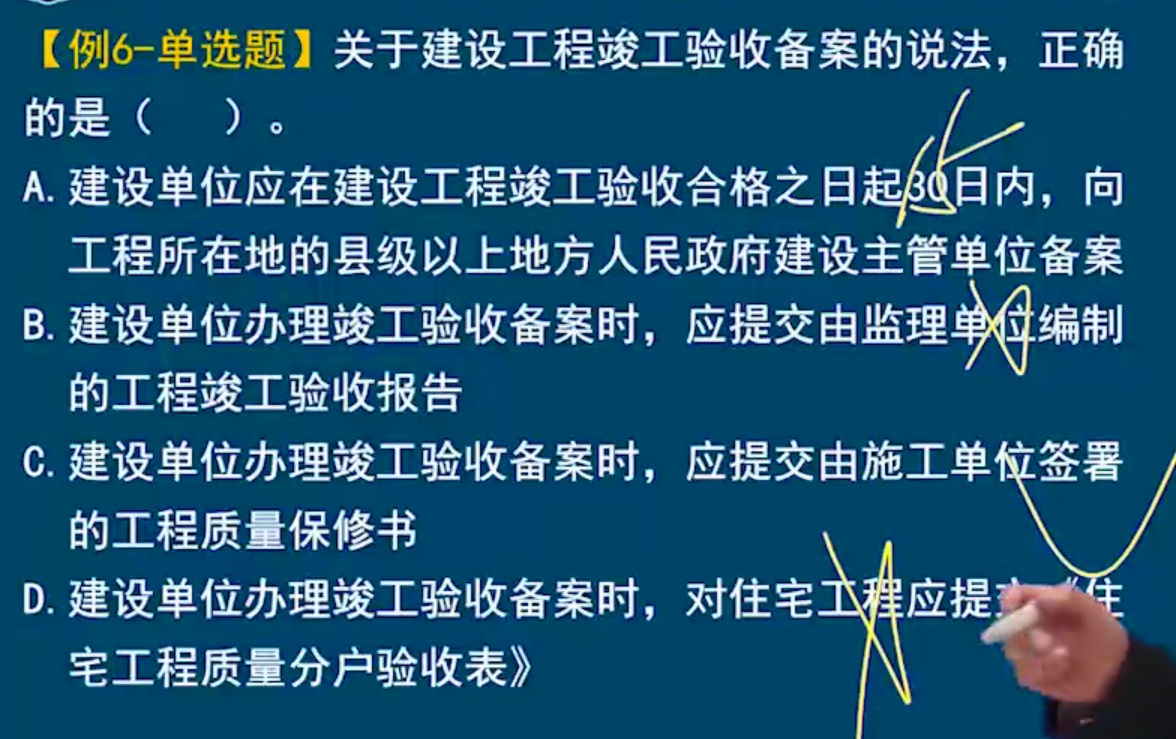 【例6-单选题】关于建设工程竣工验收备案的说法，正确
的是（　　）。
A.建设单位应在建设工程竣工验收合格之日起30日内，向
工程所在地的县级以上地方人民政府建设主管单位备案
B.建设单位办理竣工验收备案时，应提交由监理单位编制
的工程竣工验收报告
C.建设单位办理竣工验收备案时，应提交由施工单位签署
的工程质量保修书
D.建设单位办理竣工验收备案时，对住宅工程应提交《住
宅工程质量分户验收表》